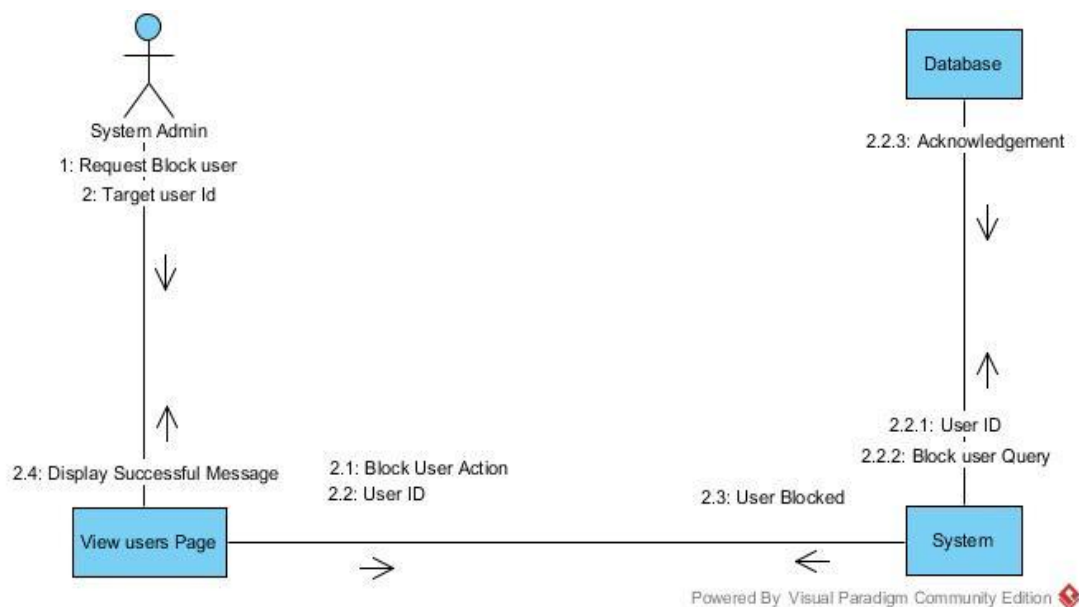 System Admin
1: Request Block user
2: Target user Id
Database
2.2.3: Acknowledgement
2.4: Display Successful Message
2.1: Block User Action
2.2: User ID
2.3: User Blocked
2.2.1: User ID
2.2.2: Block user Query
View users Page
System
Powered By Visual Paradigm Community Edition